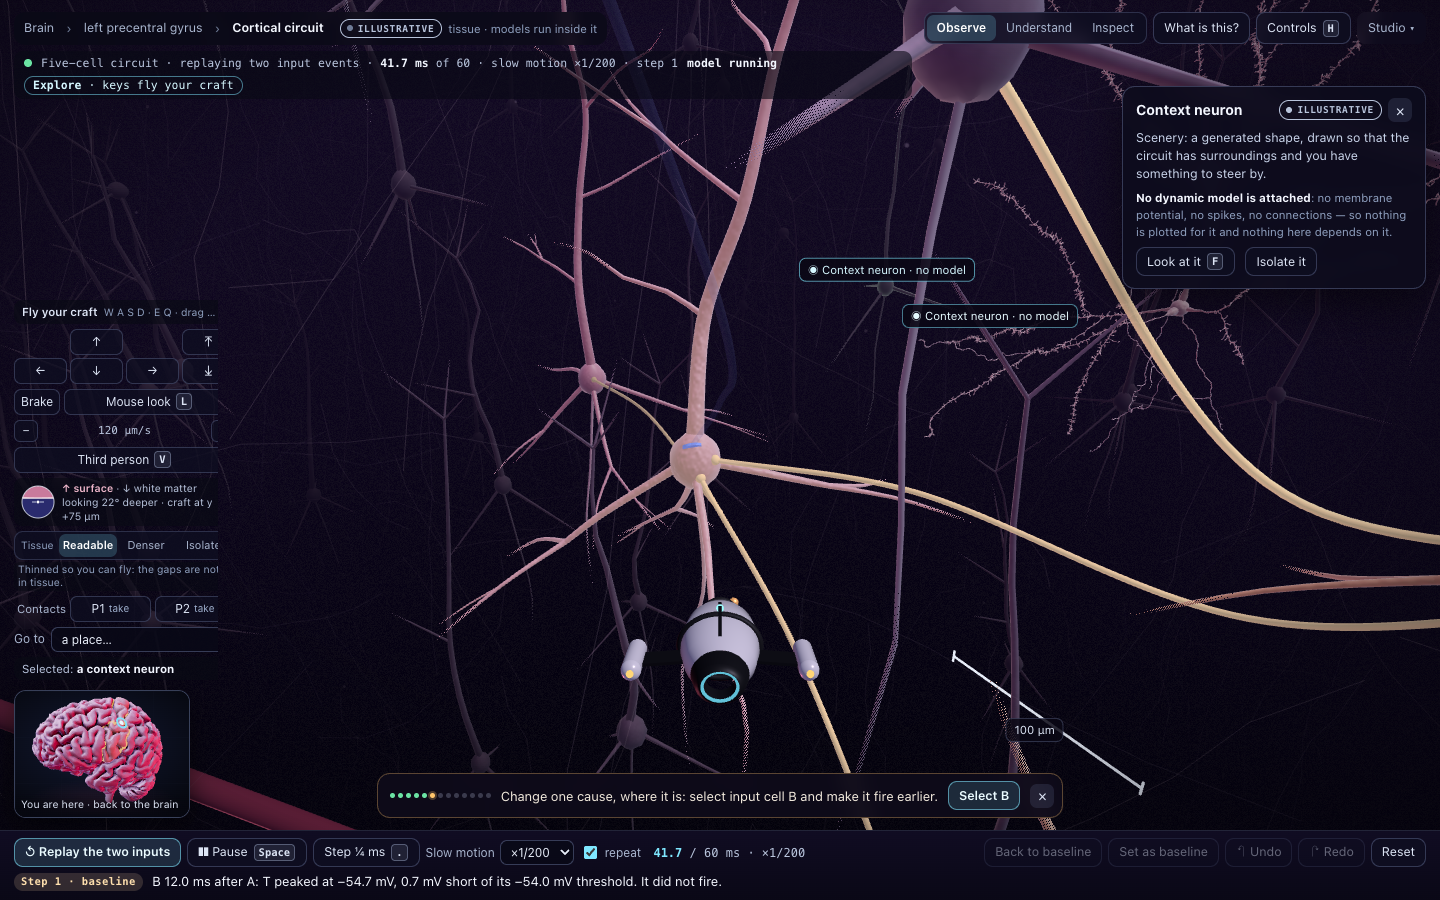 Brain › left precentral gyrus › Cortical circuit ILLUSTRATIVE tissue · models run inside it
Observe Understand Inspect What is this? Controls H Studio
Five-cell circuit · replaying two input events · 41.7 ms of 60 · slow motion ×1/200 · step 1 model running
Explore · keys fly your craft
Context neuron ILLUSTRATIVE ×
Scenery: a generated shape, drawn so that the
circuit has surroundings and you have
something to steer by.
No dynamic model is attached: no membrane
potential, no spikes, no connections — so nothing
is plotted for it and nothing here depends on it.
Look at it F Isolate it
Context neuron · no model
Context neuron · no model
Fly your craft W A S D · E Q · drag ...
↑ ⤒
← ↓ → ⤓
Brake Mouse look L
− 120 µm/s
Third person V
↑ surface · ↓ white matter
looking 22° deeper · craft at y
+75 µm
Tissue Readable Denser Isolate
Thinned so you can fly: the gaps are not
in tissue.
Contacts P1 take P2 take
Go to a place...
Selected: a context neuron
You are here · back to the brain
100 µm
Change one cause, where it is: select input cell B and make it fire earlier. Select B ×
Replay the two inputs Pause Space Step ¼ ms . Slow motion ×1/200 repeat 41.7 / 60 ms · ×1/200
Back to baseline Set as baseline Undo Redo Reset
Step 1 · baseline B 12.0 ms after A: T peaked at −54.7 mV, 0.7 mV short of its −54.0 mV threshold. It did not fire.